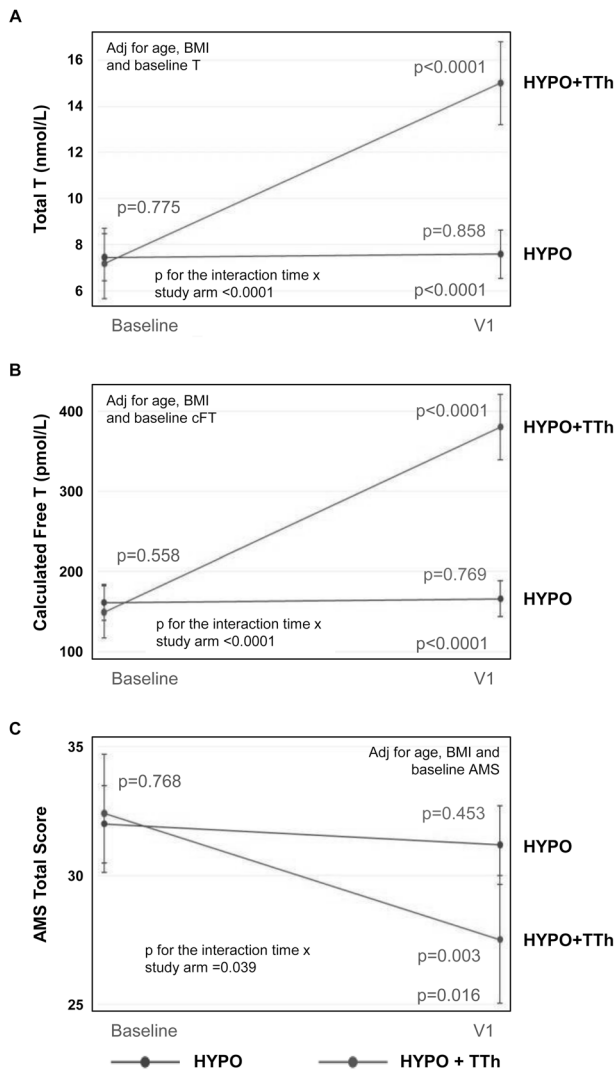 A
Adj for age, BMI
and baseline T
p<0.0001
HYPO+TTh
16
14
12
10
8
6
Total T (nmol/L)
p=0.775
p=0.858
HYPO
p for the interaction time x
study arm <0.0001
p<0.0001
Baseline
V1
B
Adj for age, BMI
and baseline cFT
p<0.0001
HYPO+TTh
400
300
200
100
Calculated Free T (pmol/L)
p=0.558
p=0.769
HYPO
p for the interaction time x
study arm <0.0001
p<0.0001
Baseline
V1
C
35
30
25
AMS Total Score
Adj for age, BMI and
baseline AMS
p=0.768
p=0.453
HYPO
HYPO+TTh
p for the interaction time x
study arm =0.039
p=0.003
p=0.016
Baseline
V1
HYPO
HYPO + TTh